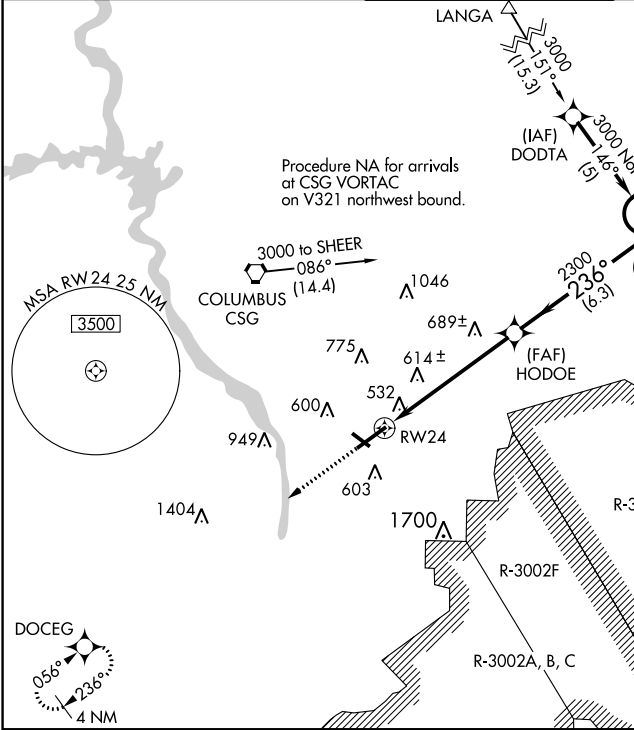 LANGA
3000
151°
(15.3)
(IAF)
DODTA
3000
146°
(5)
Procedure NA for arrivals
at CSG VORTAC
on V321 northwest bound.
3000 to SHEER
086°
(14.4)
COLUMBUS
CSG
MSA RW24 25 NM
3500
2300
236°
(6.3)
1046
689±
(FAF)
HODOE
775
614±
532
600
RW24
949
603
1404
1700
R-3
R-3002F
R-3002A, B, C
DOCEG
056°
236°
4 NM